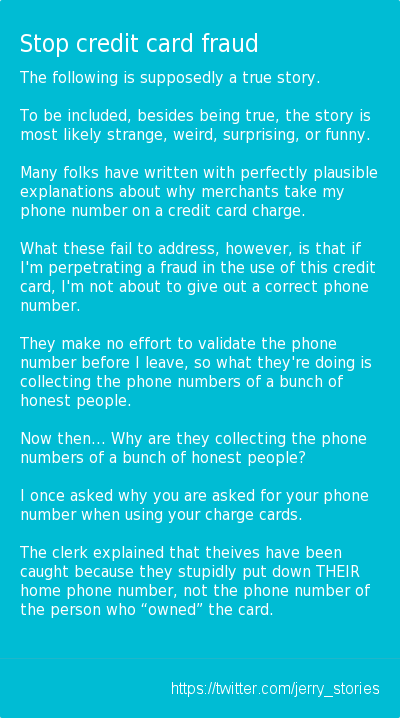 Stop credit card fraud
The following is supposedly a true story.
To be included, besides being true, the story is
most likely strange, weird, surprising, or funny.
Many folks have written with perfectly plausible
explanations about why merchants take my
phone number on a credit card charge.
What these fail to address, however, is that if
I'm perpetrating a fraud in the use of this credit
card, I'm not about to give out a correct phone
number.
They make no effort to validate the phone
number before I leave, so what they're doing is
collecting the phone numbers of a bunch of
honest people.
Now then... Why are they collecting the phone
numbers of a bunch of honest people?
I once asked why you are asked for your phone
number when using your charge cards.
The clerk explained that theives have been
caught because they stupidly put down THEIR
home phone number, not the phone number of
the person who “owned” the card.
https://twitter.com/jerry_stories